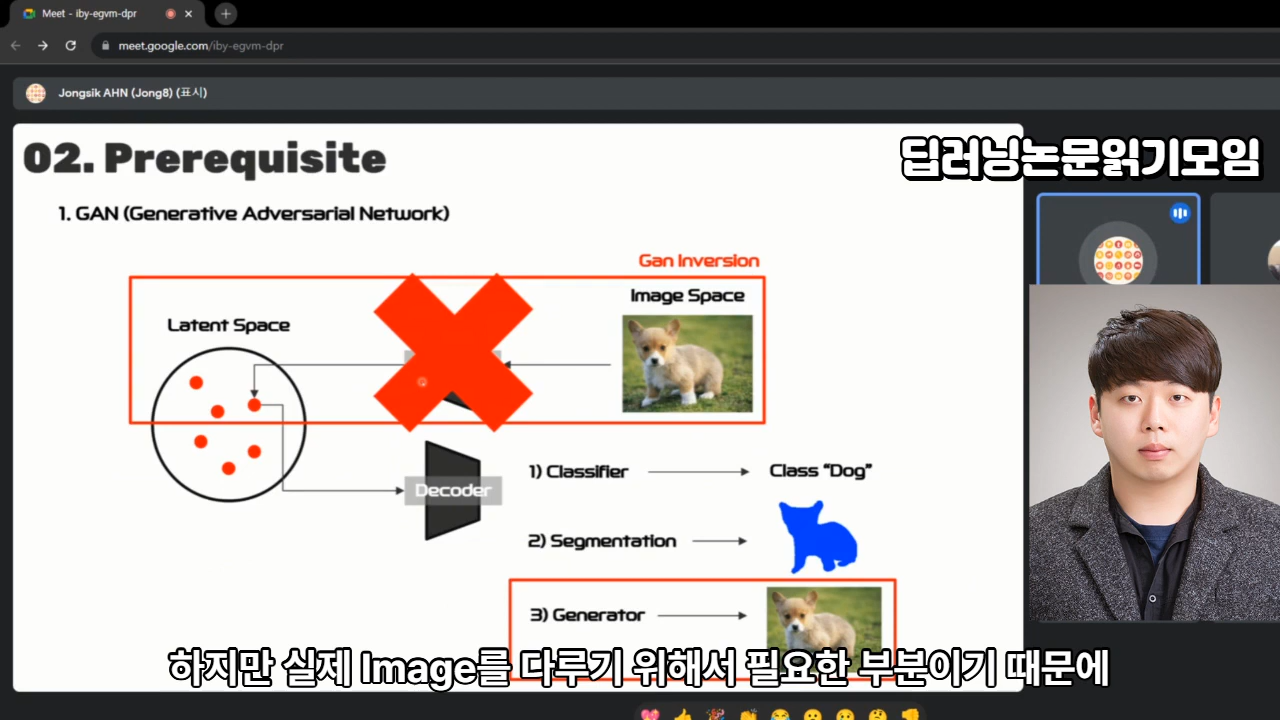 Meet - iby-egvm-dpr
meet.google.com/iby-egvm-dpr
Jongsik AHN (Jong8) (표시)
02. Prerequisite
딥러닝논문읽기모임
1. GAN (Generative Adversarial Network)
Gan Inversion
Image Space
Latent Space
Decoder
1) Classifier
Class "Dog"
2) Segmentation
3) Generator
하지만 실제 Image를 다루기 위해서 필요한 부분이기 때문에